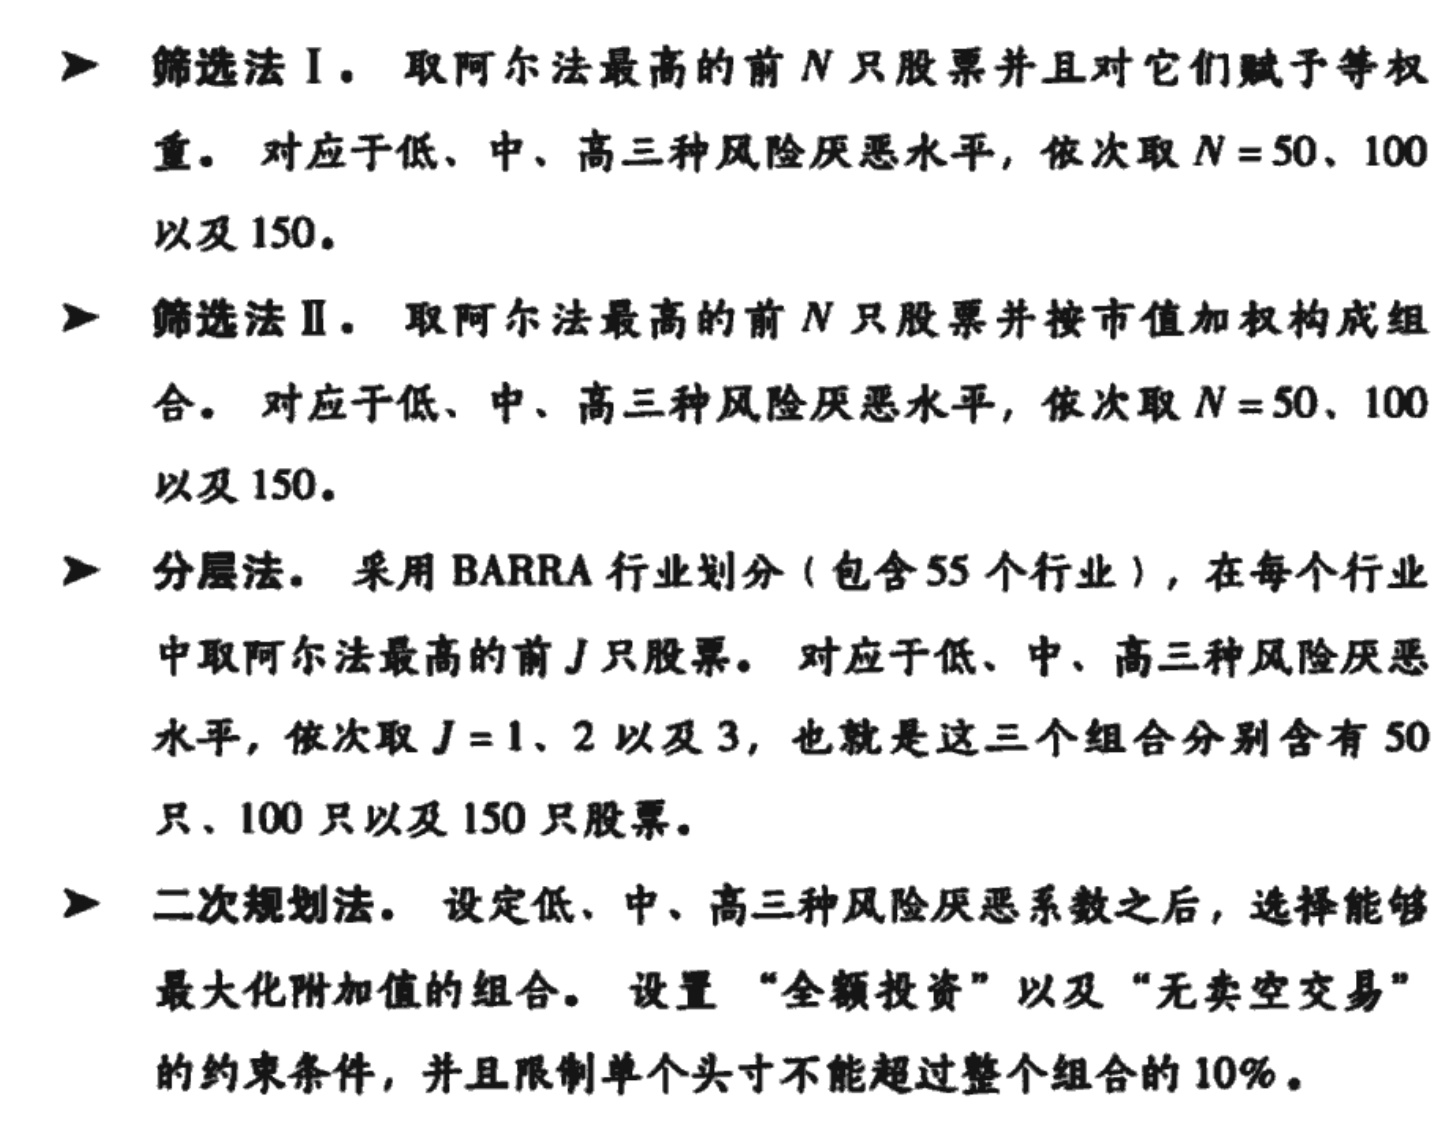 ➤ 筛选法Ⅰ。 取阿尔法最高的前 N 只股票并且对它们赋予等权
重。 对应于低、中、高三种风险厌恶水平，依次取 N = 50、100
以及 150。
➤ 筛选法Ⅱ。 取阿尔法最高的前 N 只股票并按市值加权构成组
合。 对应于低、中、高三种风险厌恶水平，依次取 N = 50、100
以及 150。
➤ 分层法。 采用 BARRA 行业划分（包含 55 个行业），在每个行业
中取阿尔法最高的前 J 只股票。 对应于低、中、高三种风险厌恶
水平，依次取 J = 1、2 以及 3，也就是这三个组合分别含有 50
只、100 只以及 150 只股票。
➤ 二次规划法。 设定低、中、高三种风险厌恶系数之后，选择能够
最大化附加值的组合。 设置 “全额投资” 以及 “无卖空交易”
的约束条件，并且限制单个头寸不能超过整个组合的 10%。